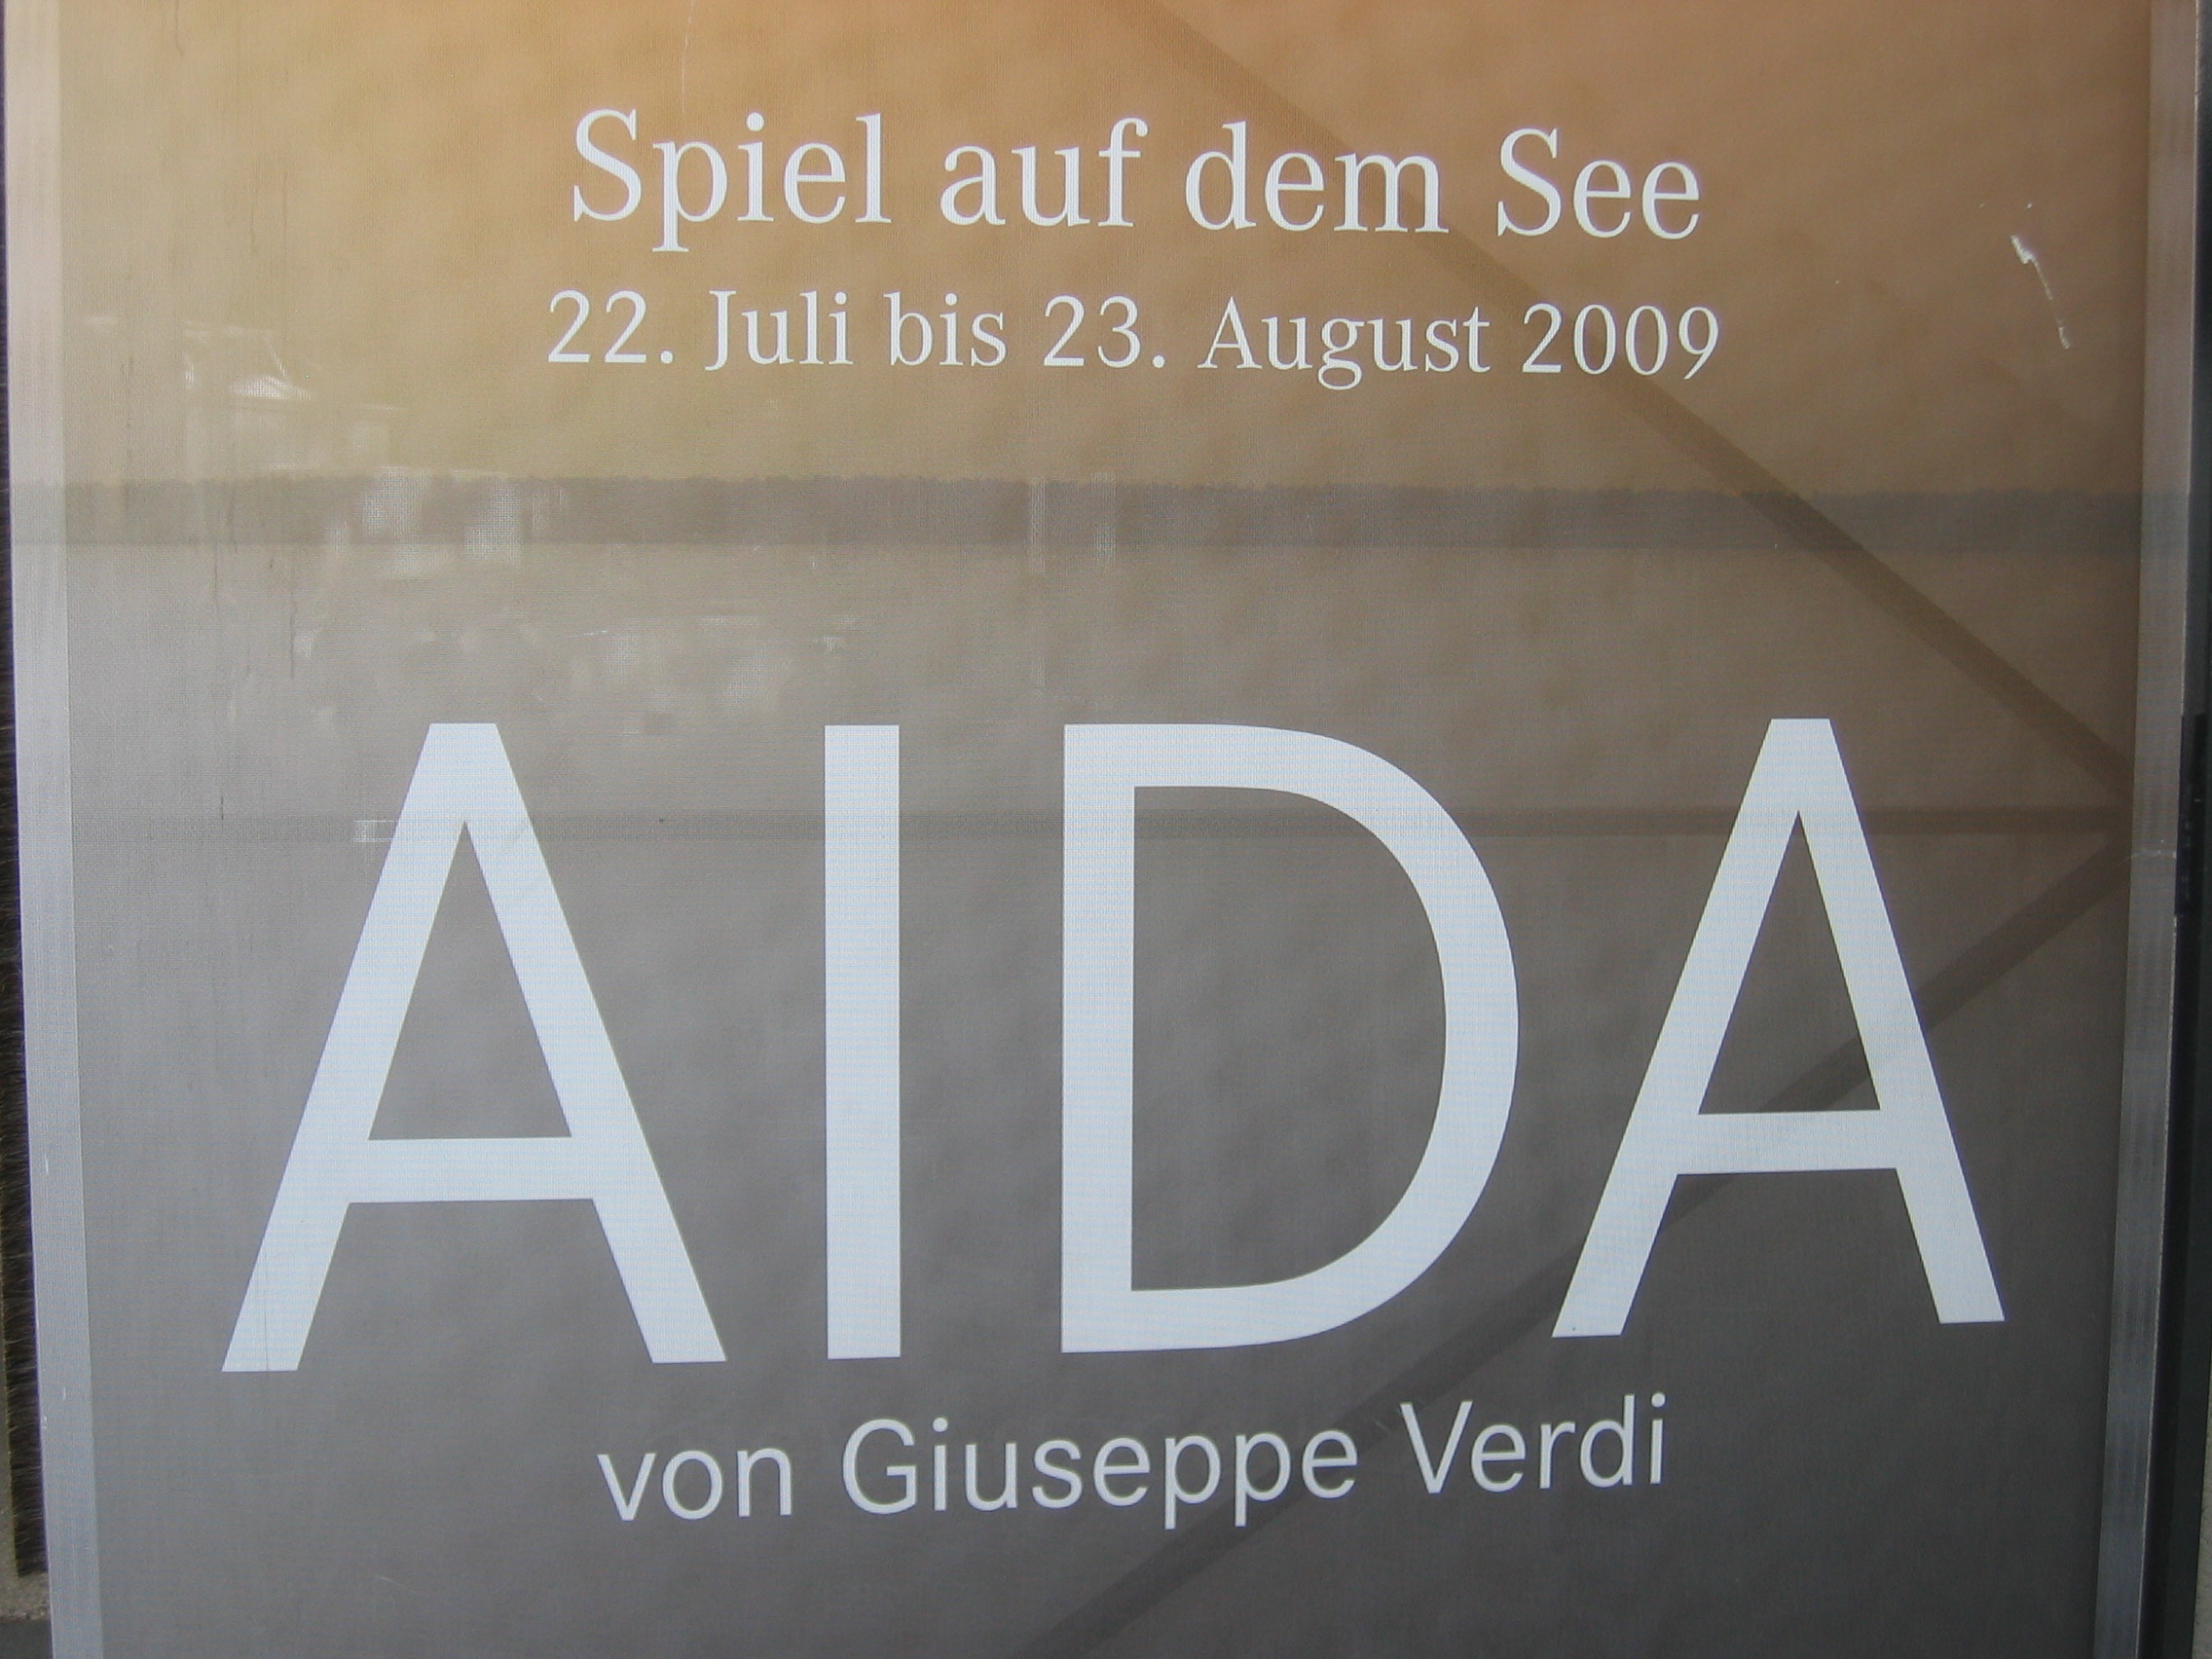 Spiel auf dem See
22. Juli bis 23. August 2009
AIDA
von Giuseppe Verdi